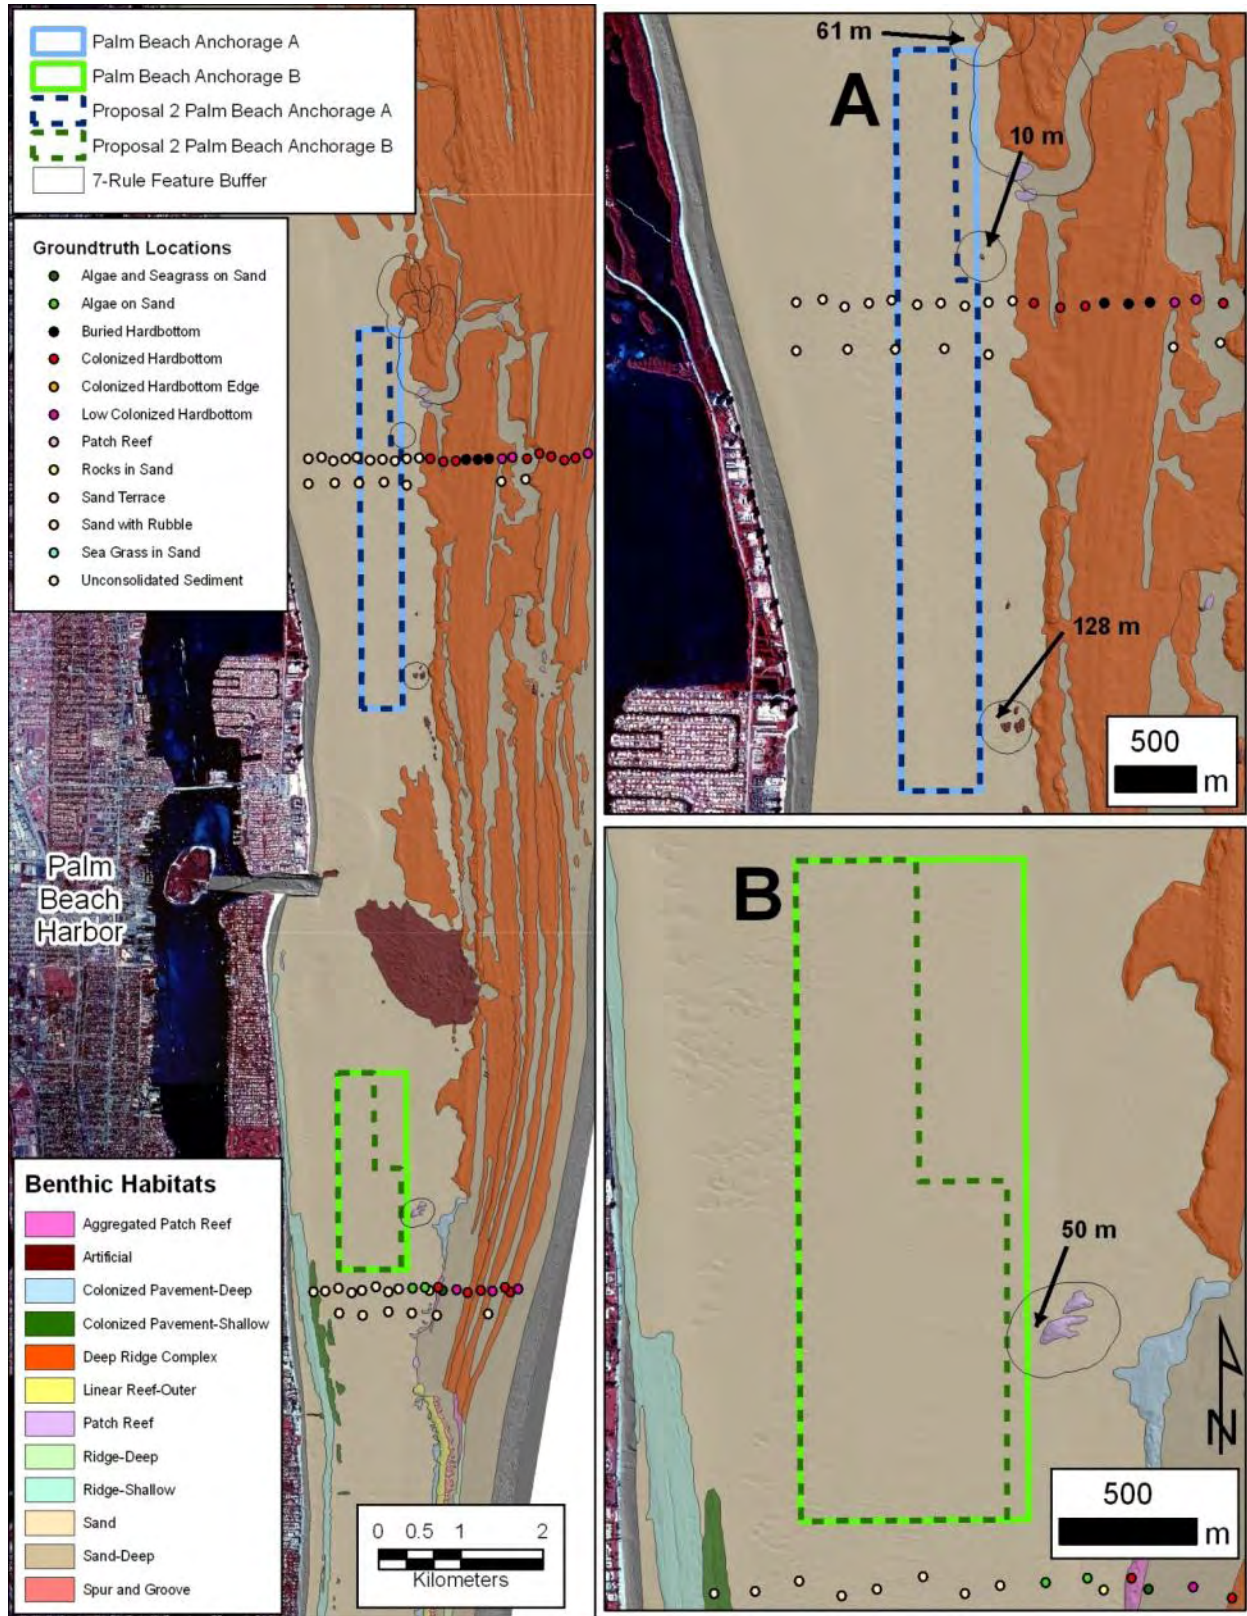 Palm Beach Anchorage A
Palm Beach Anchorage B
Proposal 2 Palm Beach Anchorage A
Proposal 2 Palm Beach Anchorage B
7-Rule Feature Buffer
Groundtruth Locations
Algae and Seagrass on Sand
Algae on Sand
Buried Hardbottom
Colonized Hardbottom
Colonized Hardbottom Edge
Low Colonized Hardbottom
Patch Reef
Rocks in Sand
Sand Terrace
Sand with Rubble
Sea Grass in Sand
Unconsolidated Sediment
Palm
Beach
Harbor
Benthic Habitats
Aggregated Patch Reef
Artificial
Colonized Pavement-Deep
Colonized Pavement-Shallow
Deep Ridge Complex
Linear Reef-Outer
Patch Reef
Ridge-Deep
Ridge-Shallow
Sand
Sand-Deep
Spur and Groove
0 0.5 1 2
Kilometers
61 m
A
10 m
128 m
500
m
B
50 m
N
500
m